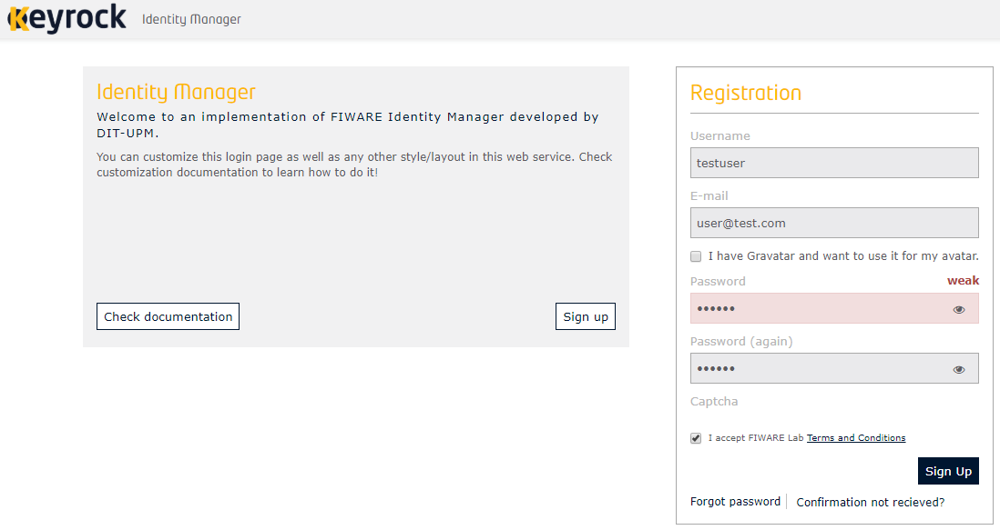 Keyrock Identity Manager
Identity Manager
Welcome to an implementation of FIWARE Identity Manager developed by
DIT-UPM.
You can customize this login page as well as any other style/layout in this web service. Check
customization documentation to learn how to do it!
Check documentation
Sign up
Registration
Username
testuser
E-mail
user@test.com
I have Gravatar and want to use it for my avatar.
Password weak
••••••
Password (again)
••••••
Captcha
I accept FIWARE Lab Terms and Conditions
Sign Up
Forgot password Confirmation not recieved?